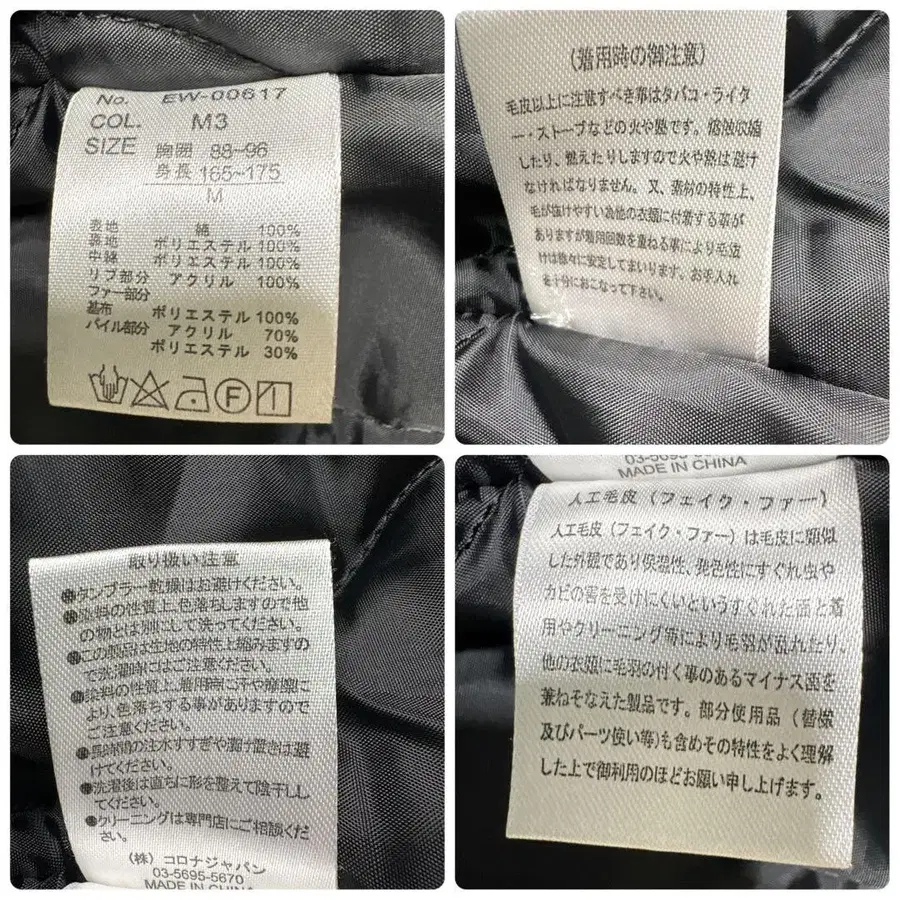 No. EW-00617
COL. M3
SIZE 胸囲 88~96
身長 165~175
M
表地 綿 100%
裏地 ポリエステル 100%
中綿 ポリエステル 100%
リブ部分 アクリル 100%
ファー部分
基布 ポリエステル 100%
パイル部分 アクリル 70%
ポリエステル 30%
F
(着用時の御注意)
毛皮以上に注意すべき事はタバコ・ライタ
ー・ストーブなどの火や熱です。溶蝕収縮
したり、燃えたりしますので火や熱は避け
なければなりません。又、素材の特性上、
毛が抜けやすい為他の衣類に付着する事が
ありますが着用回数を重ねる事により毛皮
けは徐々に安定してまいります、お手入れ
を十分におこなって下さい。
取り扱い注意
タンブラー乾燥はお避けください。
染料の性質上、色落ちしますので他
の物とは別にして洗ってください。
この製品は生地の特性上縮みますの
で洗濯時にはご注意ください。
染料の性質上、着用時に汗や摩擦に
より、色落ちする事がありますので
ご注意ください。
長時間の注水すすぎや漬け置きは避
けてください。
洗濯後は直ちに形を整えて陰干しし
てください。
クリーニングは専門店にご相談くだ
さい。
(株) コロナジャパン
03-5695-5670
MADE IN CHINA
MADE IN CHINA
人工毛皮(フェイク・ファー)
人工毛皮(フェイク・ファー)は毛皮に類似
した外観であり保温性、発色性にすぐれ虫や
カビの害を受けにくいというすぐれた面と着
用やクリーニング等により毛羽が乱れたり、
他の衣類に毛羽の付く事のあるマイナス面を
兼ねそなえた製品です。部分使用品(替襟
及びパーツ使い等)も含めその特性をよく理解
した上で御利用のほどお願い申し上げます。